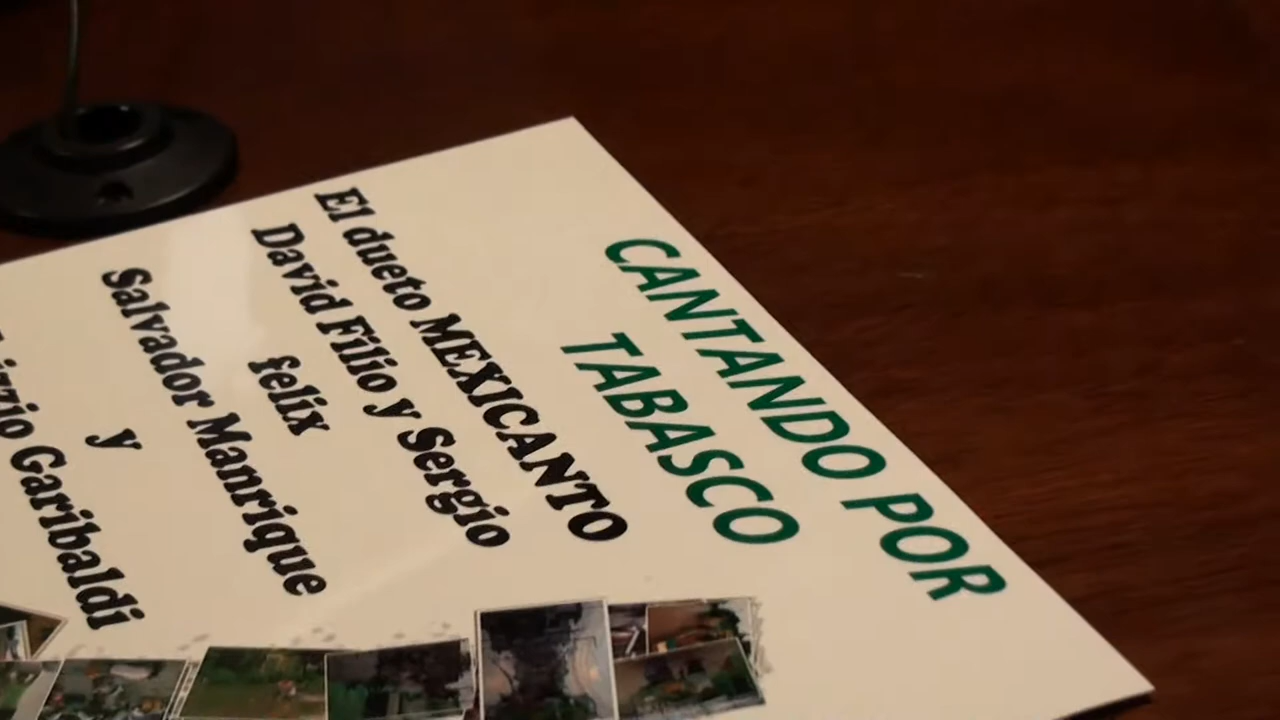 CANTANDO POR
TABASCO
El dueto MEXICANTO
David Filio y Sergio
felix
Salvador Manrique
y
Garibaldi